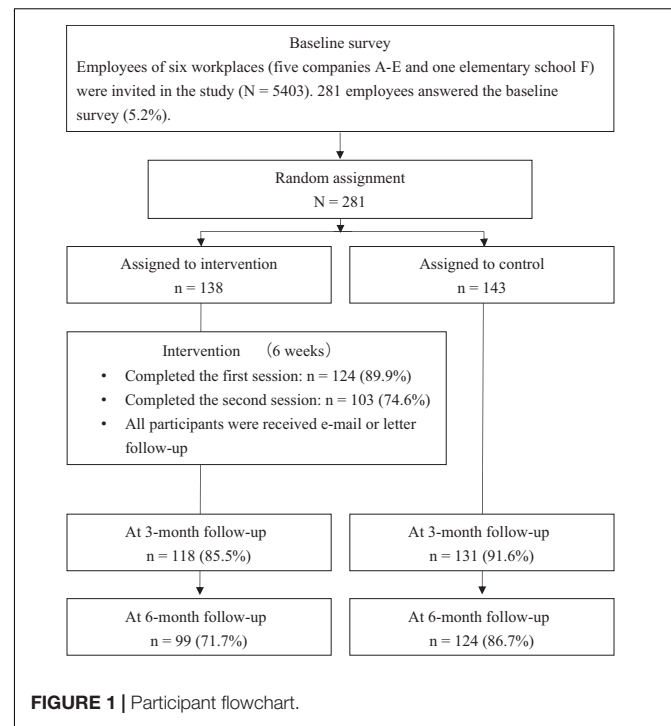 Baseline survey
Employees of six workplaces (five companies A-E and one elementary school F)
were invited in the study (N = 5403). 281 employees answered the baseline
survey (5.2%).
Random assignment
N = 281
Assigned to intervention
n = 138
Assigned to control
n = 143
Intervention （6 weeks）
• Completed the first session: n = 124 (89.9%)
• Completed the second session: n = 103 (74.6%)
• All participants were received e-mail or letter
follow-up
At 3-month follow-up
n = 118 (85.5%)
At 3-month follow-up
n = 131 (91.6%)
At 6-month follow-up
n = 99 (71.7%)
At 6-month follow-up
n = 124 (86.7%)
FIGURE 1 | Participant flowchart.